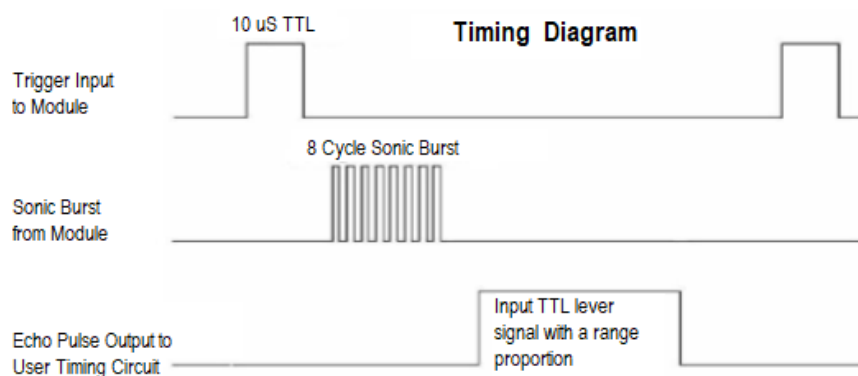 10 uS TTL
Timing Diagram
Trigger Input
to Module
8 Cycle Sonic Burst
Sonic Burst
from Module
Input TTL lever
signal with a range
proportion
Echo Pulse Output to
User Timing Circuit